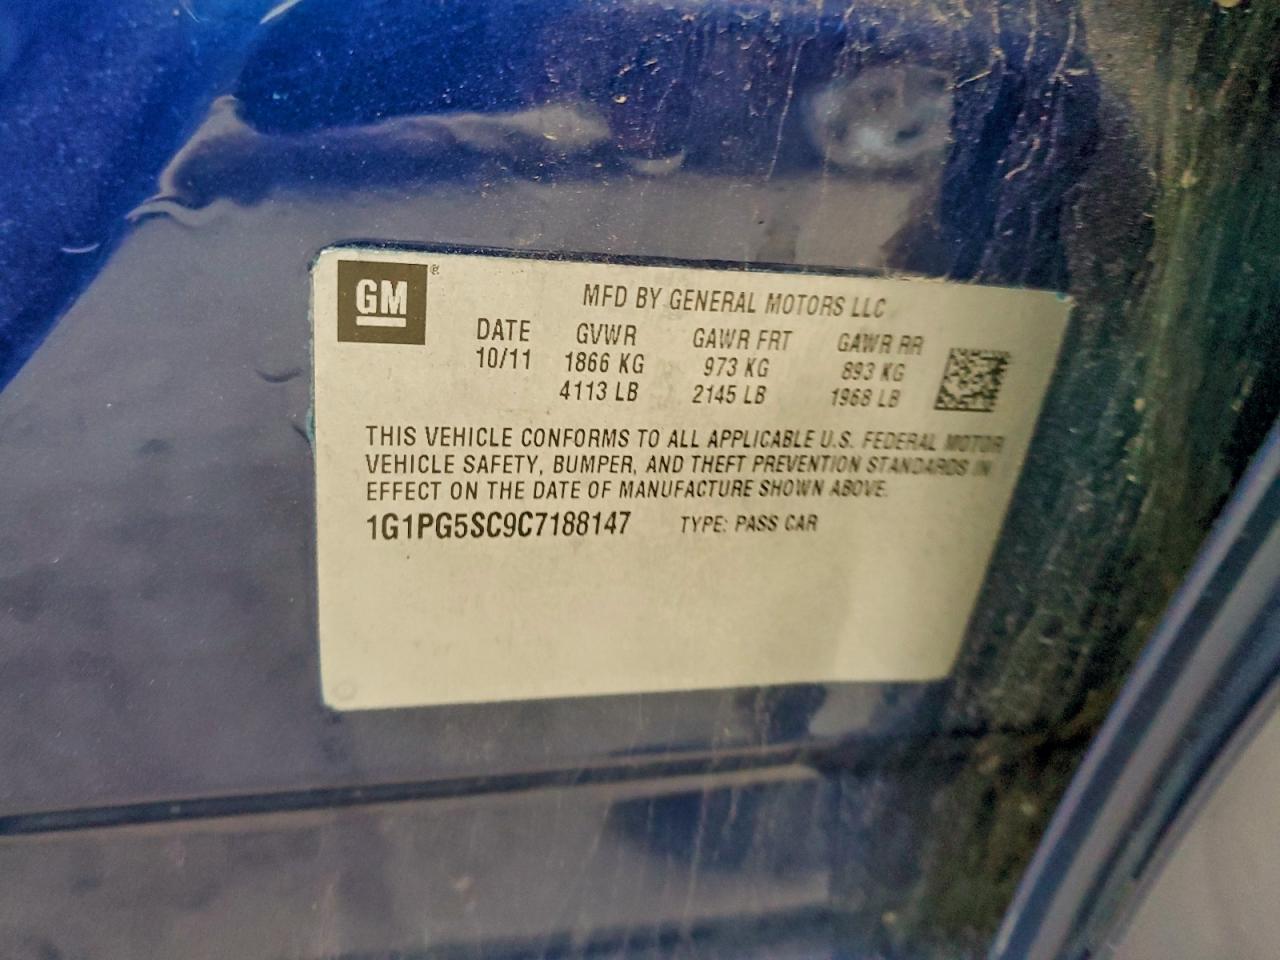 GM®
MFD BY GENERAL MOTORS LLC
DATE GVWR GAWR FRT GAWR RR
10/11 1866 KG 973 KG 893 KG
4113 LB 2145 LB 1968 LB
THIS VEHICLE CONFORMS TO ALL APPLICABLE U.S. FEDERAL MOTOR
VEHICLE SAFETY, BUMPER, AND THEFT PREVENTION STANDARDS IN
EFFECT ON THE DATE OF MANUFACTURE SHOWN ABOVE.
1G1PG5SC9C7188147 TYPE: PASS CAR